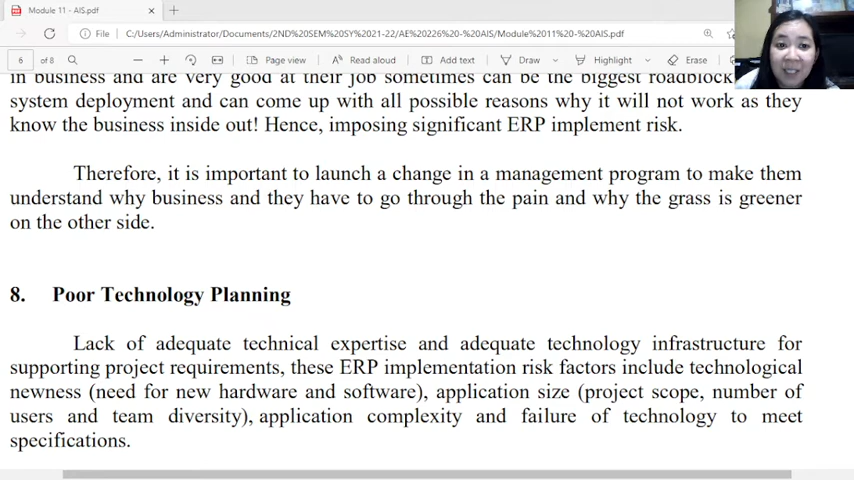 Module 11 - AIS.pdf
File
C:/Users/Administrator/Documents/2ND%20SEM%20SY%2021-22/AE%20226%20-%20AIS/Module%2011%20-%20AIS.pdf
6 of 8
Page view
Read aloud
Add text
Draw
Highlight
Erase
in business and are very good at their job sometimes can be the biggest roadblock
system deployment and can come up with all possible reasons why it will not work as they
know the business inside out! Hence, imposing significant ERP implement risk.
Therefore, it is important to launch a change in a management program to make them
understand why business and they have to go through the pain and why the grass is greener
on the other side.
8. Poor Technology Planning
Lack of adequate technical expertise and adequate technology infrastructure for
supporting project requirements, these ERP implementation risk factors include technological
newness (need for new hardware and software), application size (project scope, number of
users and team diversity), application complexity and failure of technology to meet
specifications.